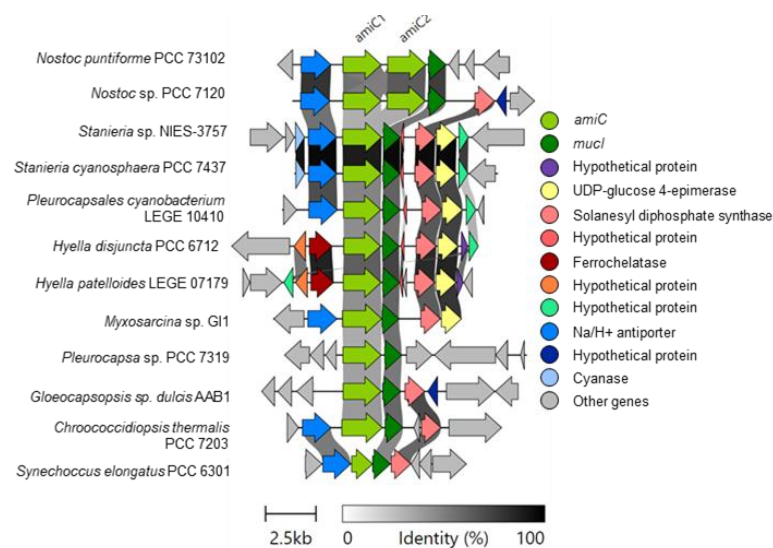 amiC1
amiC2
Nostoc puntiforme PCC 73102
Nostoc sp. PCC 7120
Stanieria sp. NIES-3757
Stanieria cyanosphaera PCC 7437
Pleurocapsales cyanobacterium
LEGE 10410
Hyella disjuncta PCC 6712
Hyella patelloides LEGE 07179
Myxosarcina sp. GI1
Pleurocapsa sp. PCC 7319
Gloeocapsopsis sp. dulcis AAB1
Chroococcidiopsis thermalis
PCC 7203
Synechoccus elongatus PCC 6301
amiC
mucI
Hypothetical protein
UDP-glucose 4-epimerase
Solanesyl diphosphate synthase
Hypothetical protein
Ferrochelatase
Hypothetical protein
Hypothetical protein
Na/H+ antiporter
Hypothetical protein
Cyanase
Other genes
2.5kb
0 Identity (%) 100